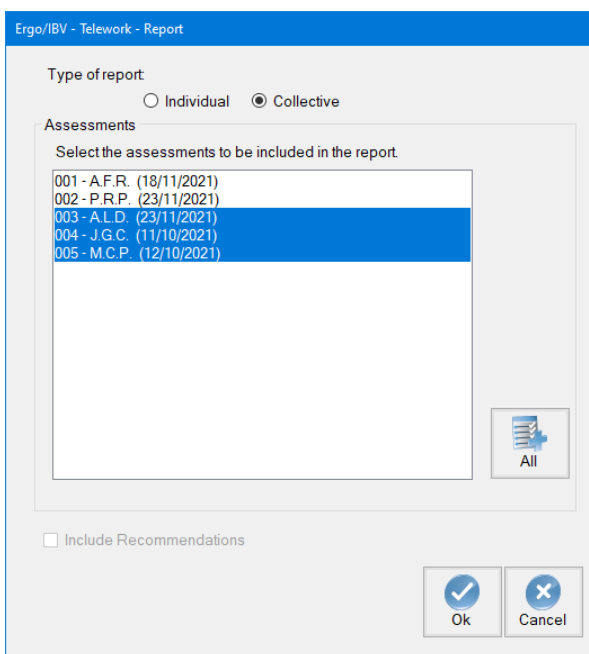 Ergo/IBV - Telework - Report
Type of report:
Individual Collective
Assessments
Select the assessments to be included in the report.
001 - A.F.R. (18/11/2021)
002 - P.R.P. (23/11/2021)
003 - A.L.D. (23/11/2021)
004 - J.G.C. (11/10/2021)
005 - M.C.P. (12/10/2021)
All
Include Recommendations
Ok Cancel